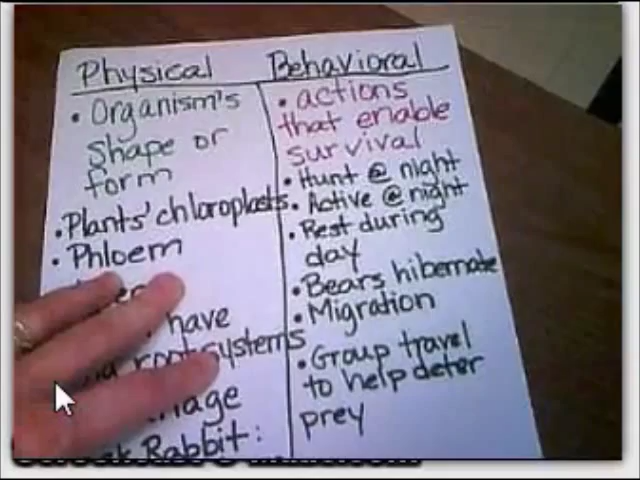 Physical
• Organism's
shape or
form
• Plants' chloroplasts
• Phloem
have
root systems
Rabbit:
Behavioral
• actions
that enable
survival
• Hunt @ night
• Active @ night
• Rest during
day
• Bears hibernate
• Migration
• Group travel
to help deter
prey